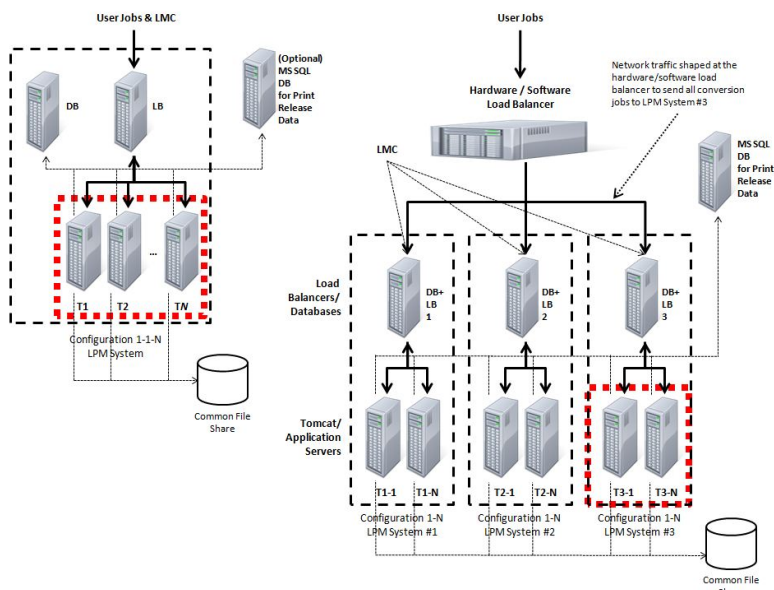 User Jobs & LMC
(Optional)
MS SQL
DB
for Print
Release
Data
DB
LB
...
T1
T2
TN
Configuration 1-1-N
LPM System
Common File
Share
User Jobs
Hardware / Software
Load Balancer
Network traffic shaped at the
hardware/software load
balancer to send all conversion
jobs to LPM System #3
LMC
MS SQL
DB
for Print
Release
Data
Load
Balancers/
Databases
DB+
LB
1
DB+
LB
2
DB+
LB
3
Tomcat/
Application
Servers
T1-1
T1-N
T2-1
T2-N
T3-1
T3-N
Configuration 1-N
LPM System #1
Configuration 1-N
LPM System #2
Configuration 1-N
LPM System #3
Common File